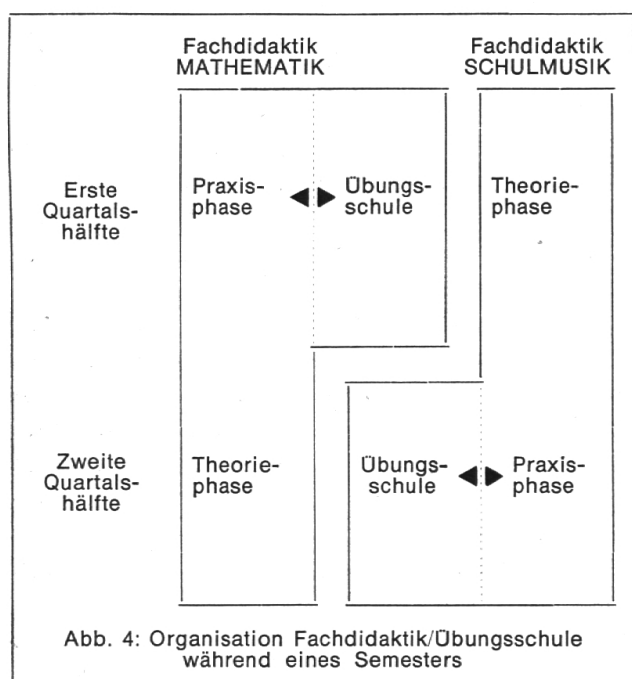 Fachdidaktik
MATHEMATIK
Fachdidaktik
SCHULMUSIK
Erste
Quartals-
hälfte
Praxis-
phase
Übungs-
schule
Theorie-
phase
Zweite
Quartals-
hälfte
Theorie-
phase
Übungs-
schule
Praxis-
phase
Abb. 4: Organisation Fachdidaktik/Übungsschule
während eines Semesters